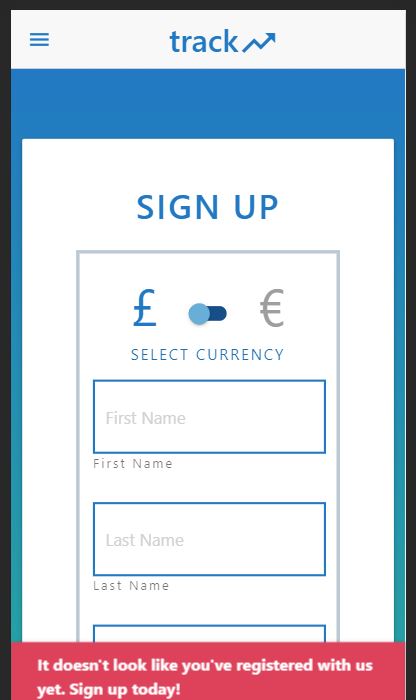 track
SIGN UP
£ €
SELECT CURRENCY
First Name
First Name
Last Name
Last Name
It doesn't look like you've registered with us
yet. Sign up today!